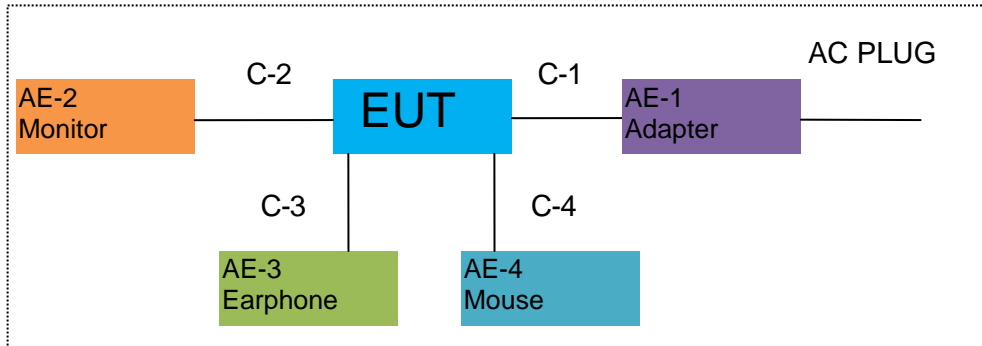 AC PLUG
C-2
C-1
AE-2
Monitor
EUT
AE-1
Adapter
C-3
C-4
AE-3
Earphone
AE-4
Mouse